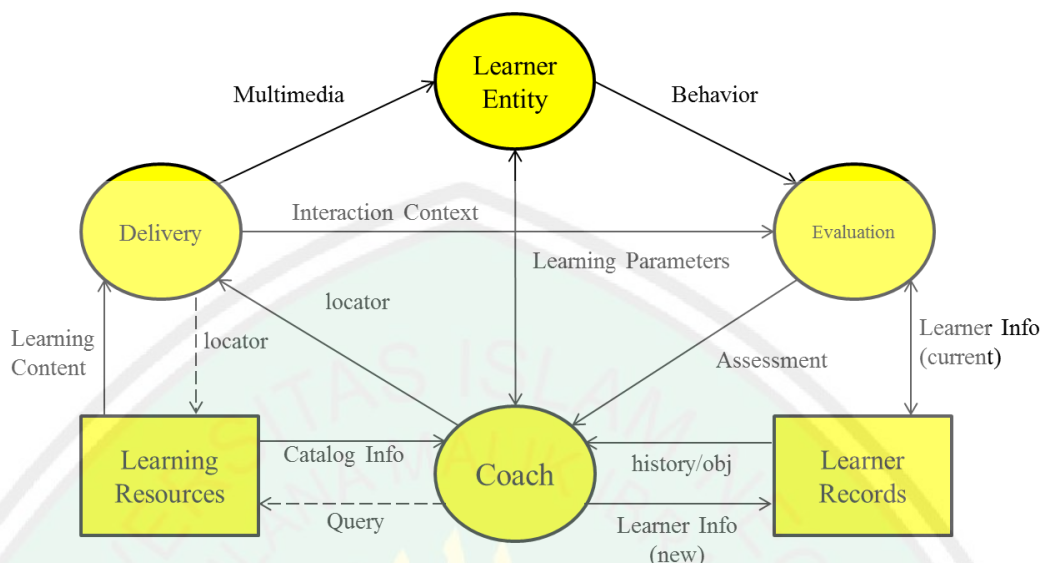 Learner
Entity
Multimedia
Behavior
Delivery
Interaction Context
Evaluation
Learning Parameters
locator
Learning
Content
locator
Learner Info
(current)
Assessment
Learning
Resources
Catalog Info
Query
Coach
history/obj
Learner Info
(new)
Learner
Records